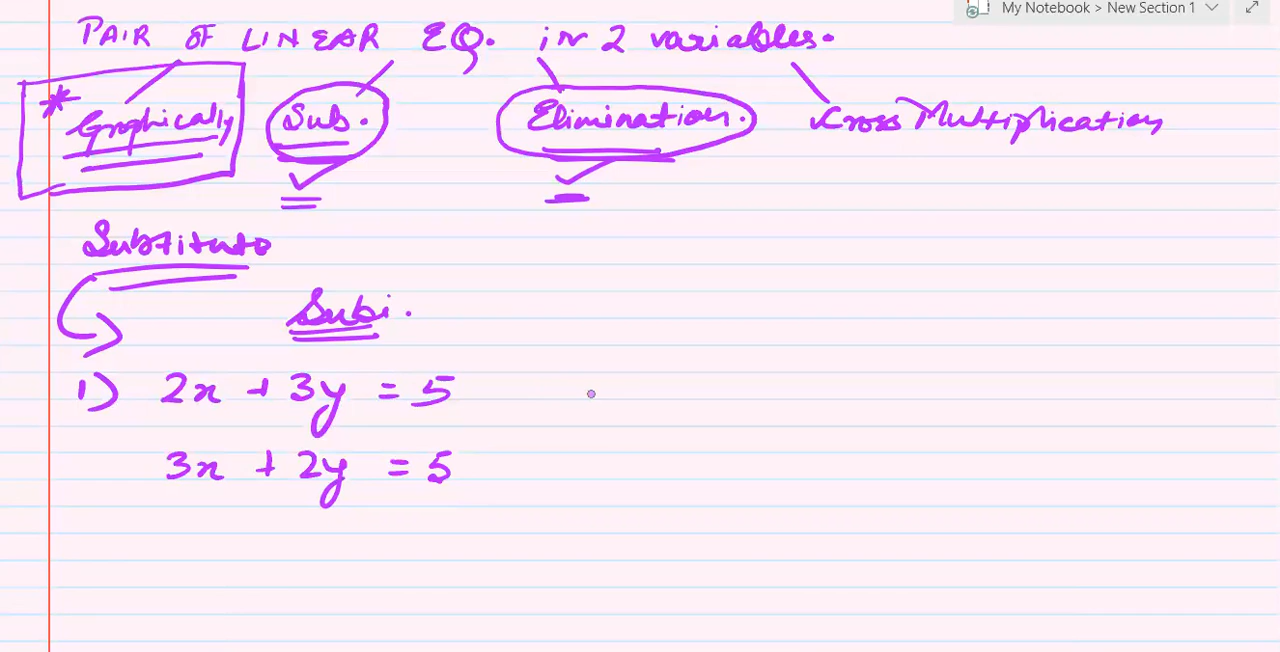 My Notebook > New Section 1
PAIR OF LINEAR EQ. in 2 variables.
* Graphically Sub. Elimination. Cross Multiplication
Substitute
Subi.
1) 2x + 3y = 5
3x + 2y = 5